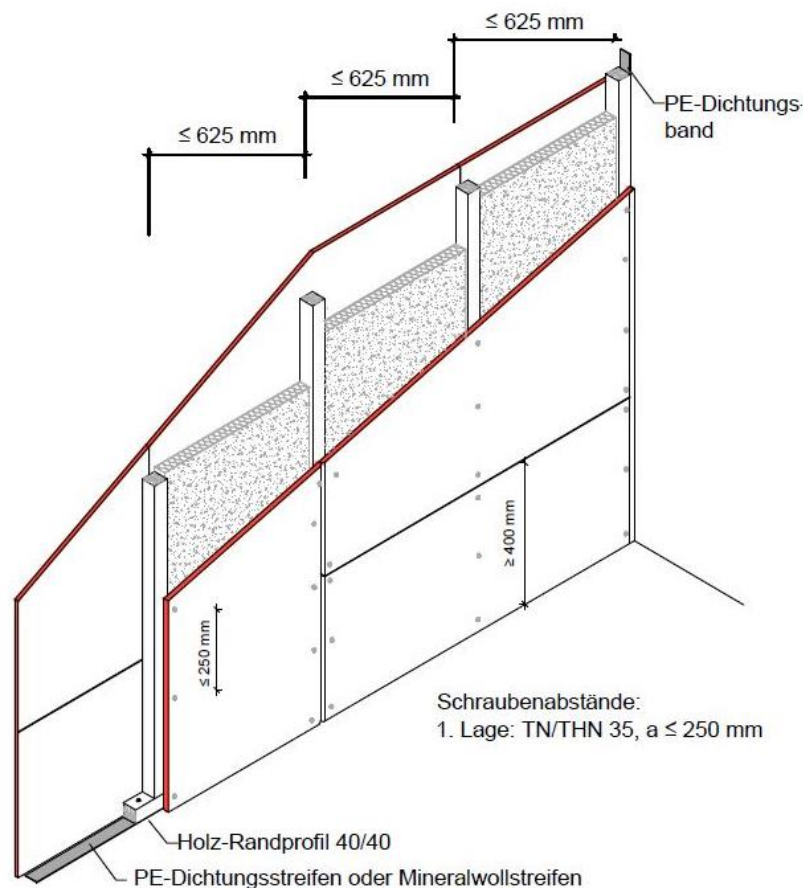 ≤ 625 mm
≤ 625 mm
≤ 625 mm
PE-Dichtungs-
band
≥ 400 mm
≤ 250 mm
Schraubenabstände:
1. Lage: TN/THN 35, a ≤ 250 mm
Holz-Randprofil 40/40
PE-Dichtungsstreifen oder Mineralwollstreifen